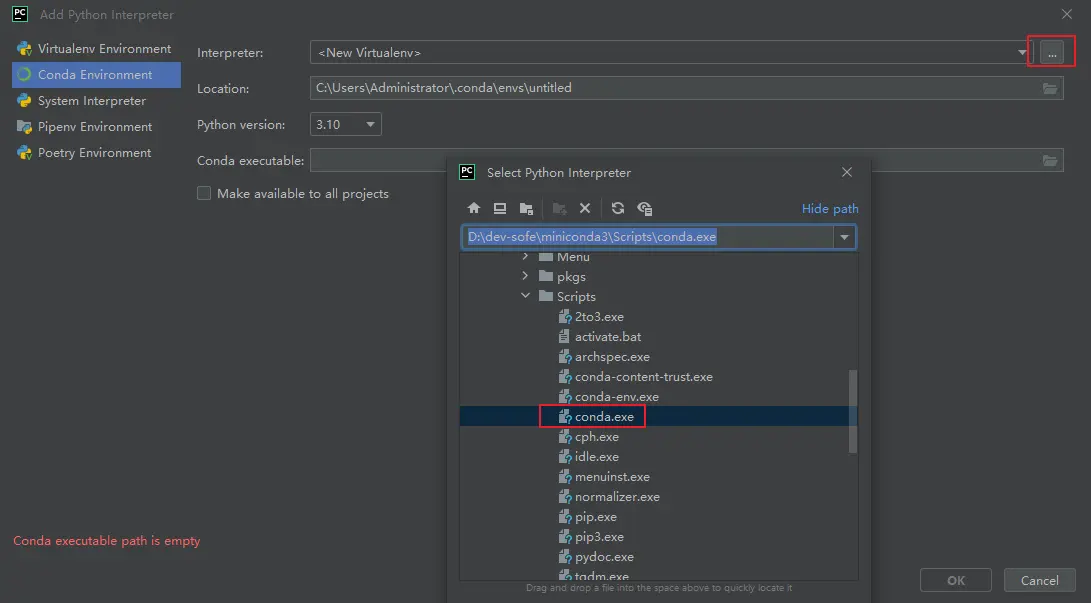 PC Add Python Interpreter
Virtualenv Environment
Conda Environment
System Interpreter
Pipenv Environment
Poetry Environment
Interpreter: <New Virtualenv> ...
Location: C:\Users\Administrator\.conda\envs\untitled
Python version: 3.10
Conda executable:
Make available to all projects
PC Select Python Interpreter
Hide path
D:\dev-sofe\miniconda3\Scripts\conda.exe
Menu
pkgs
Scripts
2to3.exe
activate.bat
archspec.exe
conda-content-trust.exe
conda-env.exe
conda.exe
cph.exe
idle.exe
menuinst.exe
normalizer.exe
pip.exe
pip3.exe
pydoc.exe
tqdm.exe
Drag and drop a file into the space above to quickly locate it
Conda executable path is empty
OK Cancel